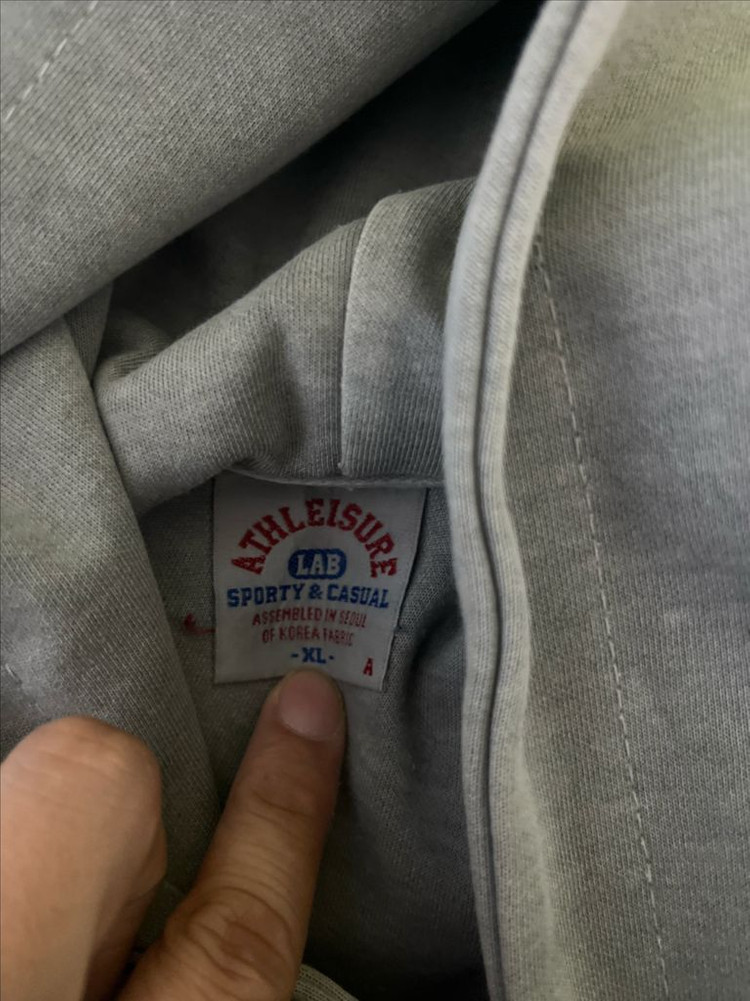 ATHLEISURE
LAB
SPORTY & CASUAL
ASSEMBLED IN SEOUL
OF KOREA FABRIC
-XL-
A